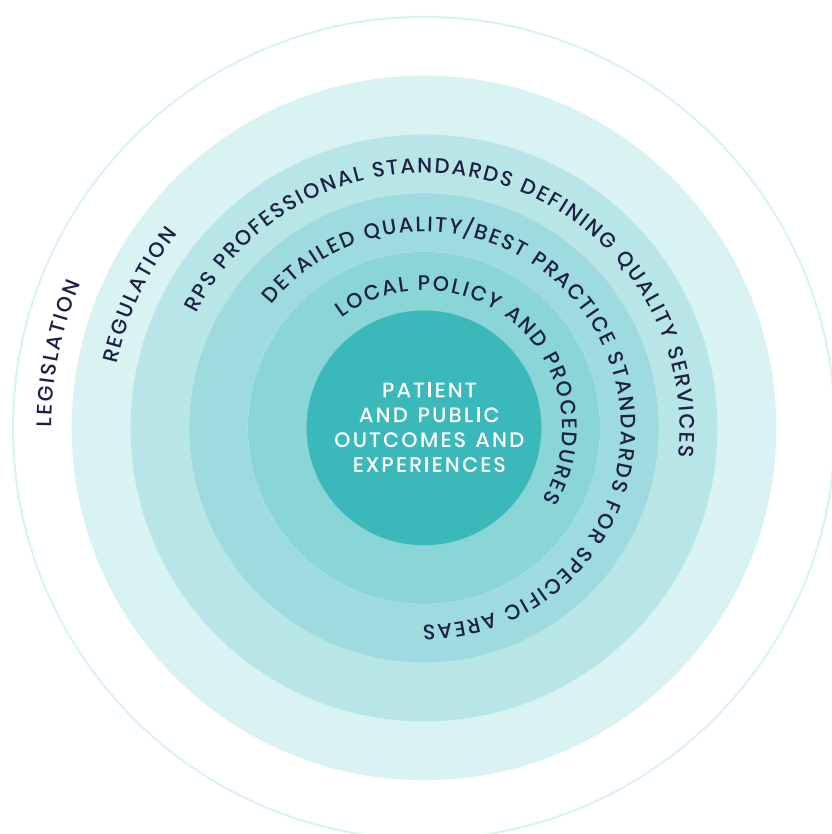 LEGISLATION
REGULATION
RPS PROFESSIONAL STANDARDS DEFINING QUALITY SERVICES
DETAILED QUALITY/BEST PRACTICE STANDARDS FOR SPECIFIC AREAS
LOCAL POLICY AND PROCEDURES
PATIENT
AND PUBLIC
OUTCOMES AND
EXPERIENCES